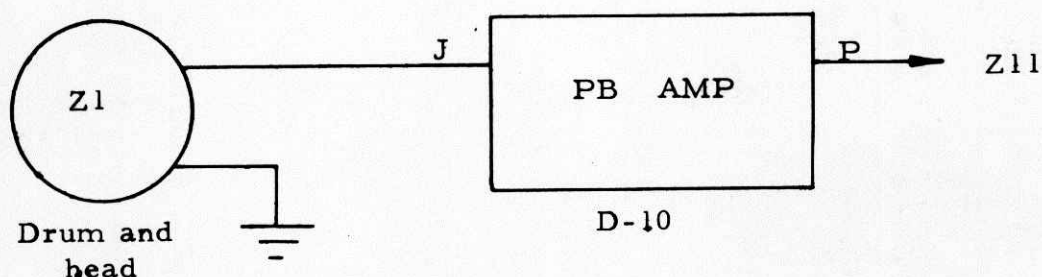 Z1
Drum and
head
J
PB AMP
D-10
P
Z11